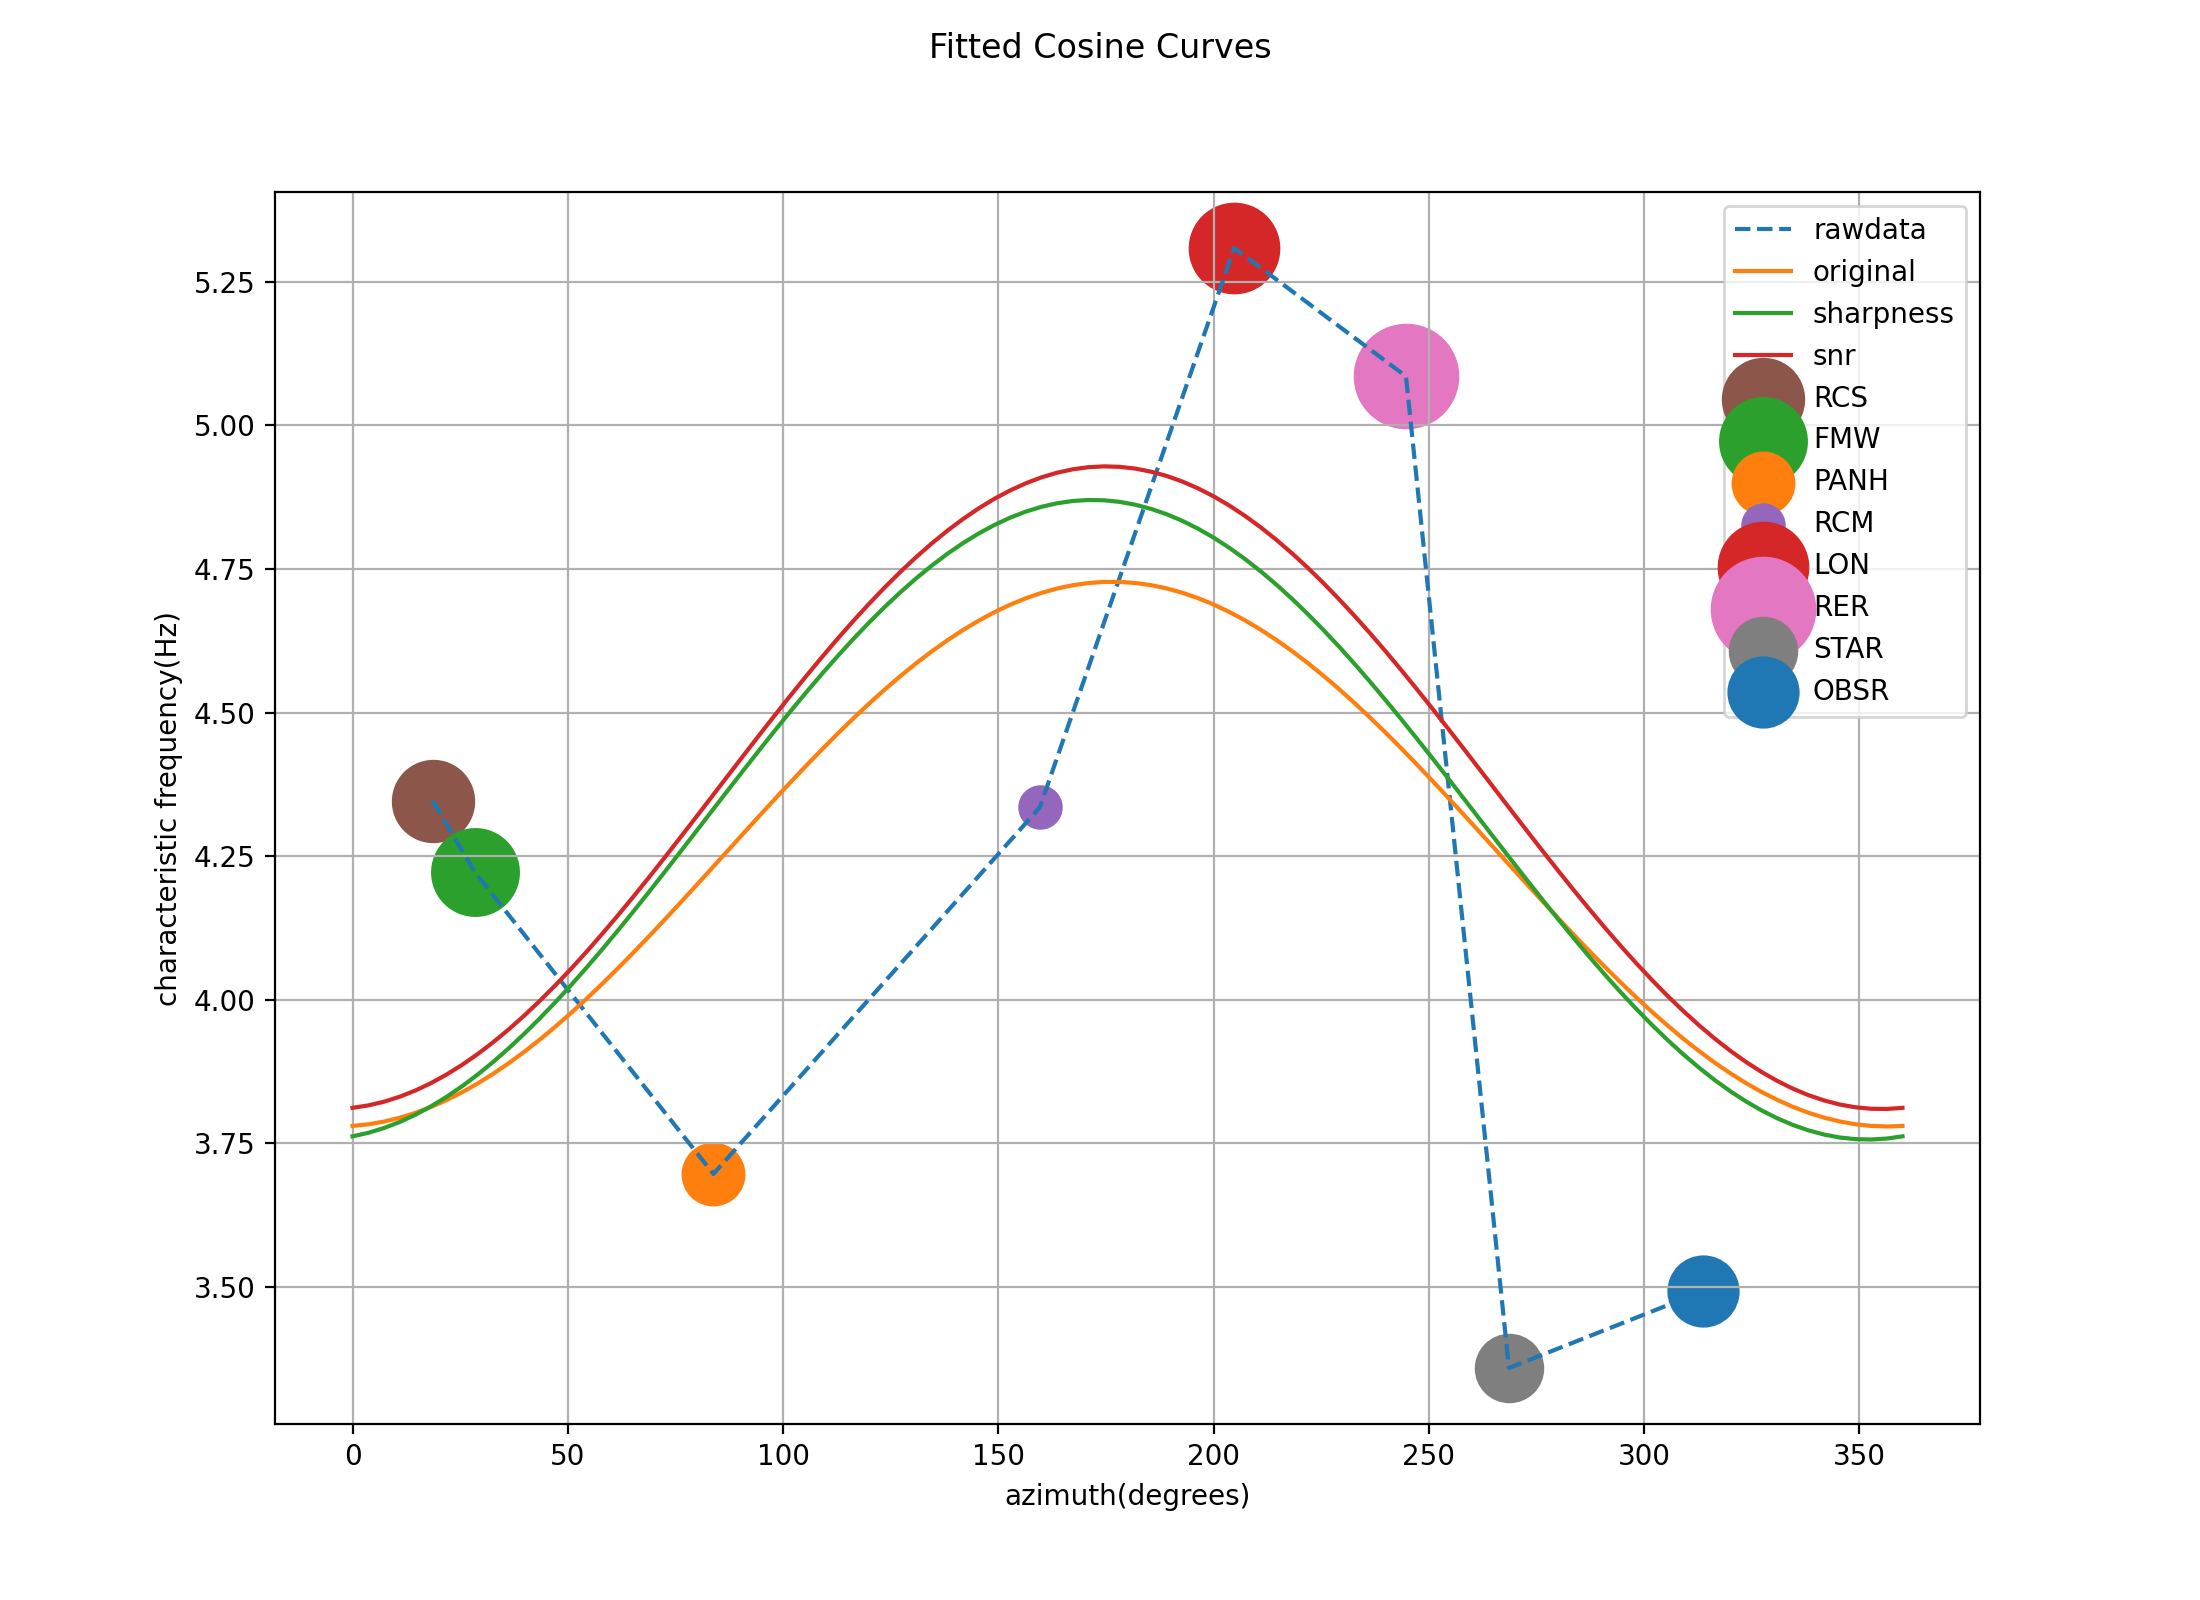 Fitted Cosine Curves
5.25
5.00
4.75
4.50
4.25
4.00
3.75
3.50
characteristic frequency(Hz)
rawdata
original
sharpness
snr
RCS
FMW
PANH
RCM
LON
RER
STAR
OBSR
0 50 100 150 200 250 300 350
azimuth(degrees)